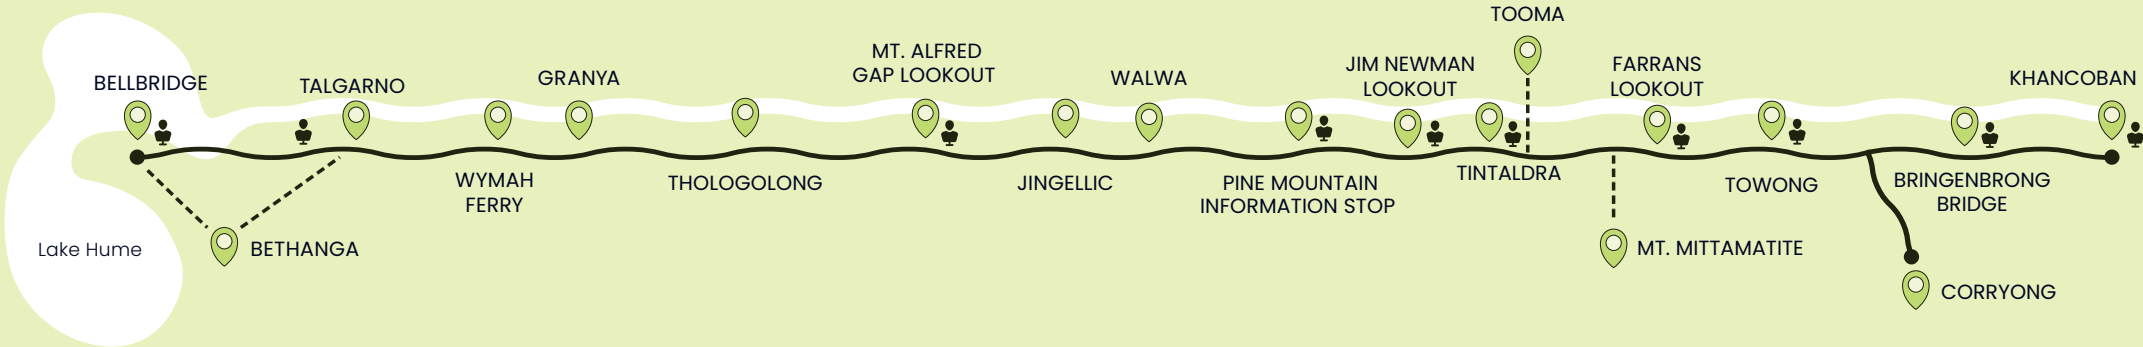 TOOMA
MT. ALFRED
GAP LOOKOUT
JIM NEWMAN
LOOKOUT
FARRANS
LOOKOUT
BELLBRIDGE
TALGARNO
GRANYA
WALWA
KHANCOBAN
WYMAH
FERRY
THOLOGOLONG
JINGELLIC
PINE MOUNTAIN
INFORMATION STOP
TINTALDRA
TOWONG
BRINGENBRONG
BRIDGE
Lake Hume
BETHANGA
MT. MITTAMATITE
CORRYONG